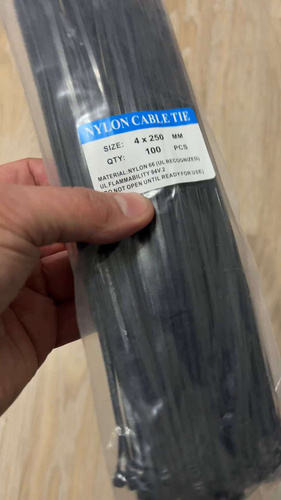 NYLON CABLE TIE
SIZE: 4 x 250 MM
QTY: 100 PCS
MATERIAL:NYLON 66 (UL RECOGNIZED)
UL FLAMMABILITY 94V.2
DO NOT OPEN UNTIL READY FOR USE)